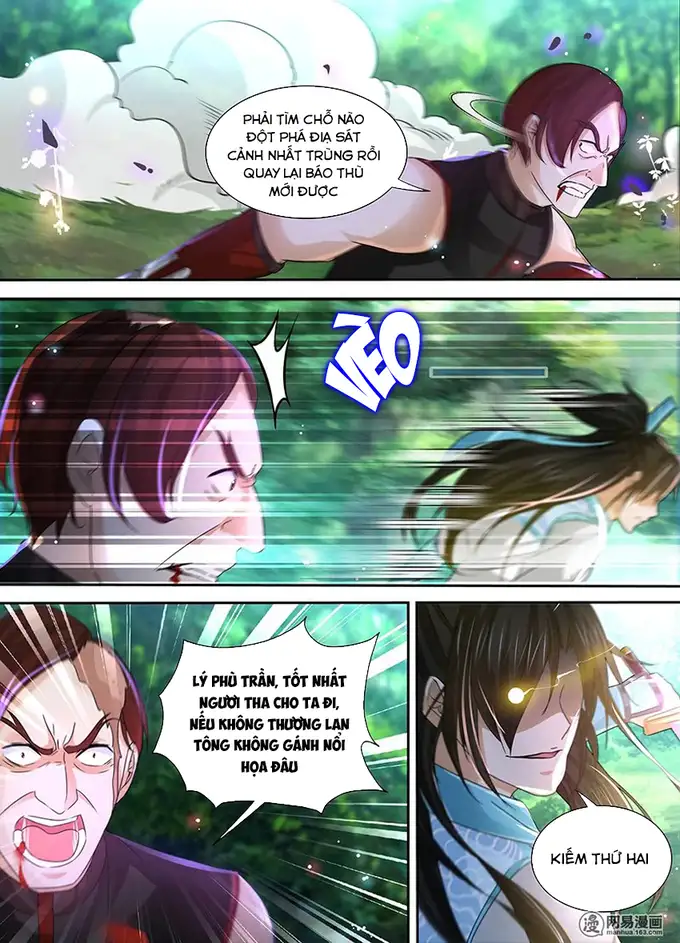 PHẢI TÌM CHỖ NÀO
ĐỘT PHÁ ĐỊA SÁT
CẢNH NHẤT TRÙNG RỒI
QUAY LẠI BÁO THÙ
MỚI ĐƯỢC
VÈO
LÝ PHÙ TRẦN, TỐT NHẤT
NGƯƠI THA CHO TA ĐI,
NẾU KHÔNG THƯƠNG LAN
TÔNG KHÔNG GÁNH NỔI
HỌA ĐÂU
KIẾM THỨ HAI
网易漫画
manhua.163.com